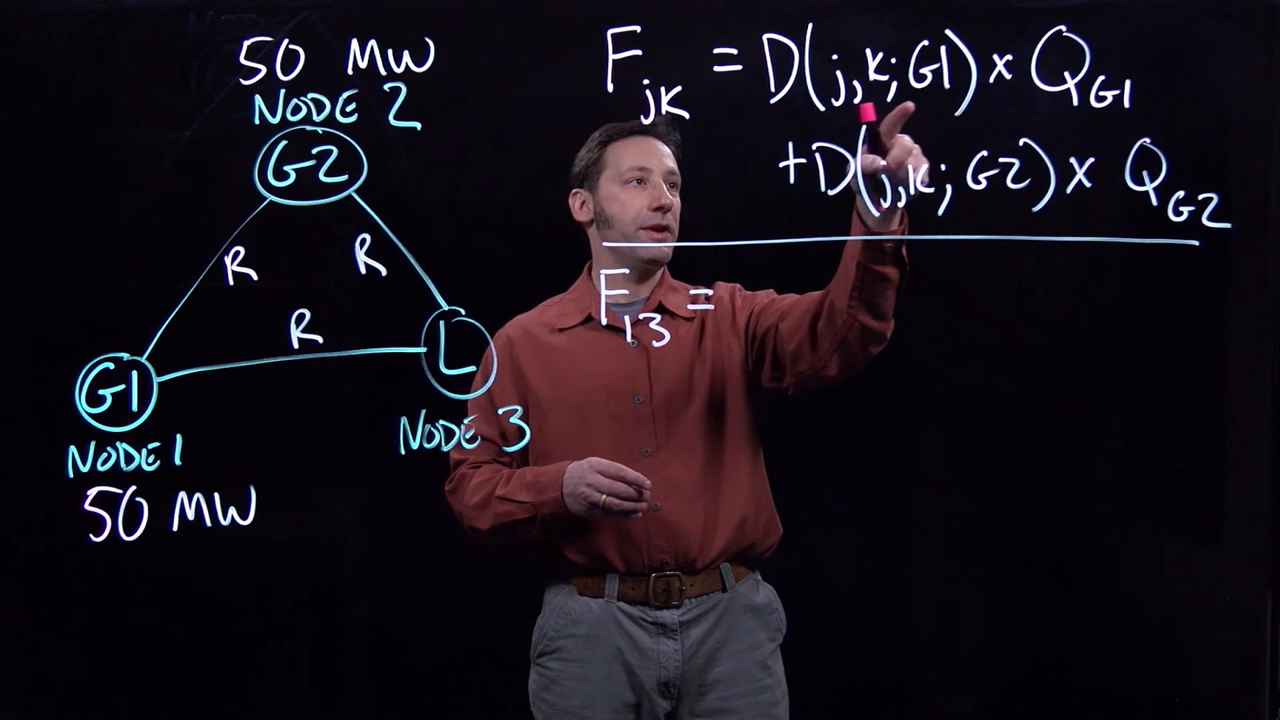 50 MW
NODE 2
G2
R
R
R
G1
L
NODE 1
NODE 3
50 MW
F_jk = D(j,k;G1) x Q_G1
+D(j,k;G2) x Q_G2
F_13 =